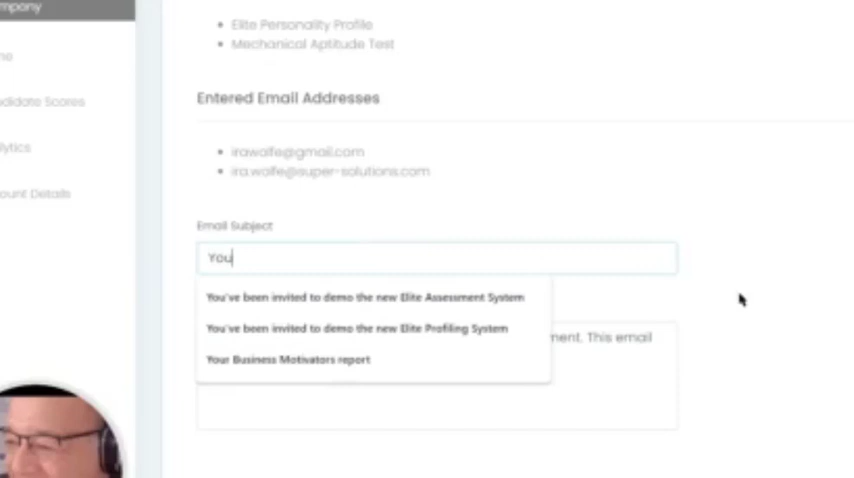 mpany
Elite Personality Profile
Mechanical Aptitude Test
ne
Entered Email Addresses
didate Scores
lytics
irawolfe@gmail.com
ira.wolfe@super-solutions.com
ount Details
Email Subject
You
You've been invited to demo the new Elite Assessment System
You've been invited to demo the new Elite Profiling System
ment. This email
Your Business Motivators report